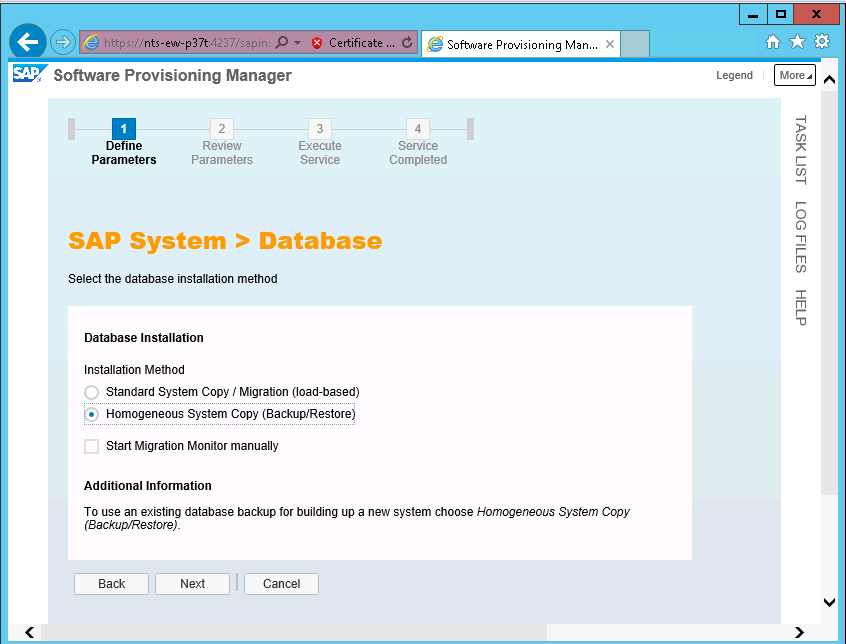 https://nts-ew-p37t:4237/sapin: Certificate ... Software Provisioning Man...
SAP Software Provisioning Manager Legend More
1 2 3 4
Define Review Execute Service
Parameters Parameters Service Completed
TASK LIST
LOG FILES
HELP
SAP System > Database
Select the database installation method
Database Installation
Installation Method
Standard System Copy / Migration (load-based)
Homogeneous System Copy (Backup/Restore)
Start Migration Monitor manually
Additional Information
To use an existing database backup for building up a new system choose Homogeneous System Copy
(Backup/Restore).
Back Next Cancel